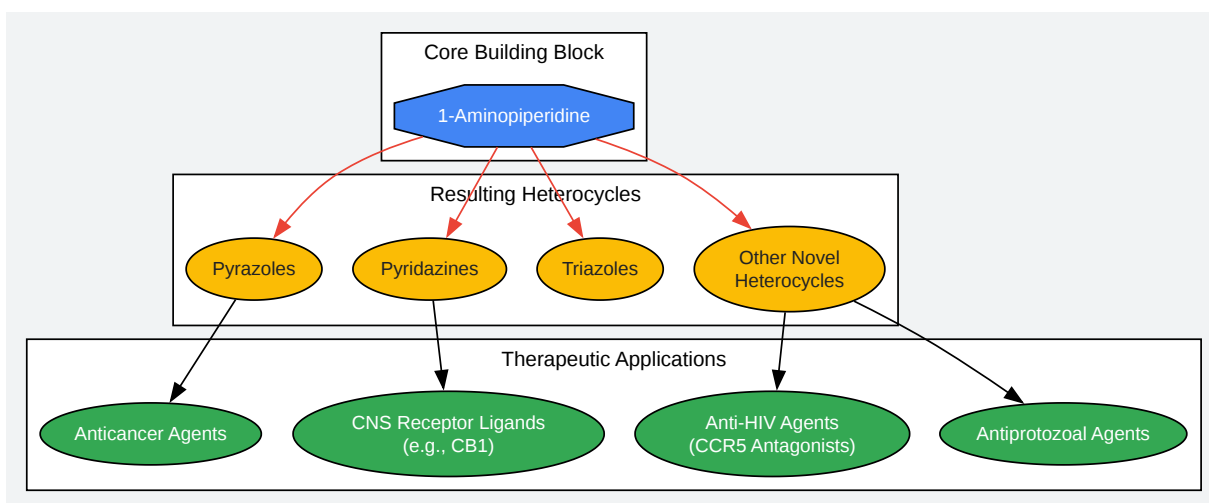 Core Building Block
1-Aminopiperidine
Resulting Heterocycles
Pyrazoles
Pyridazines
Triazoles
Other Novel
Heterocycles
Therapeutic Applications
Anticancer Agents
CNS Receptor Ligands
(e.g., CB1)
Anti-HIV Agents
(CCR5 Antagonists)
Antiprotozoal Agents